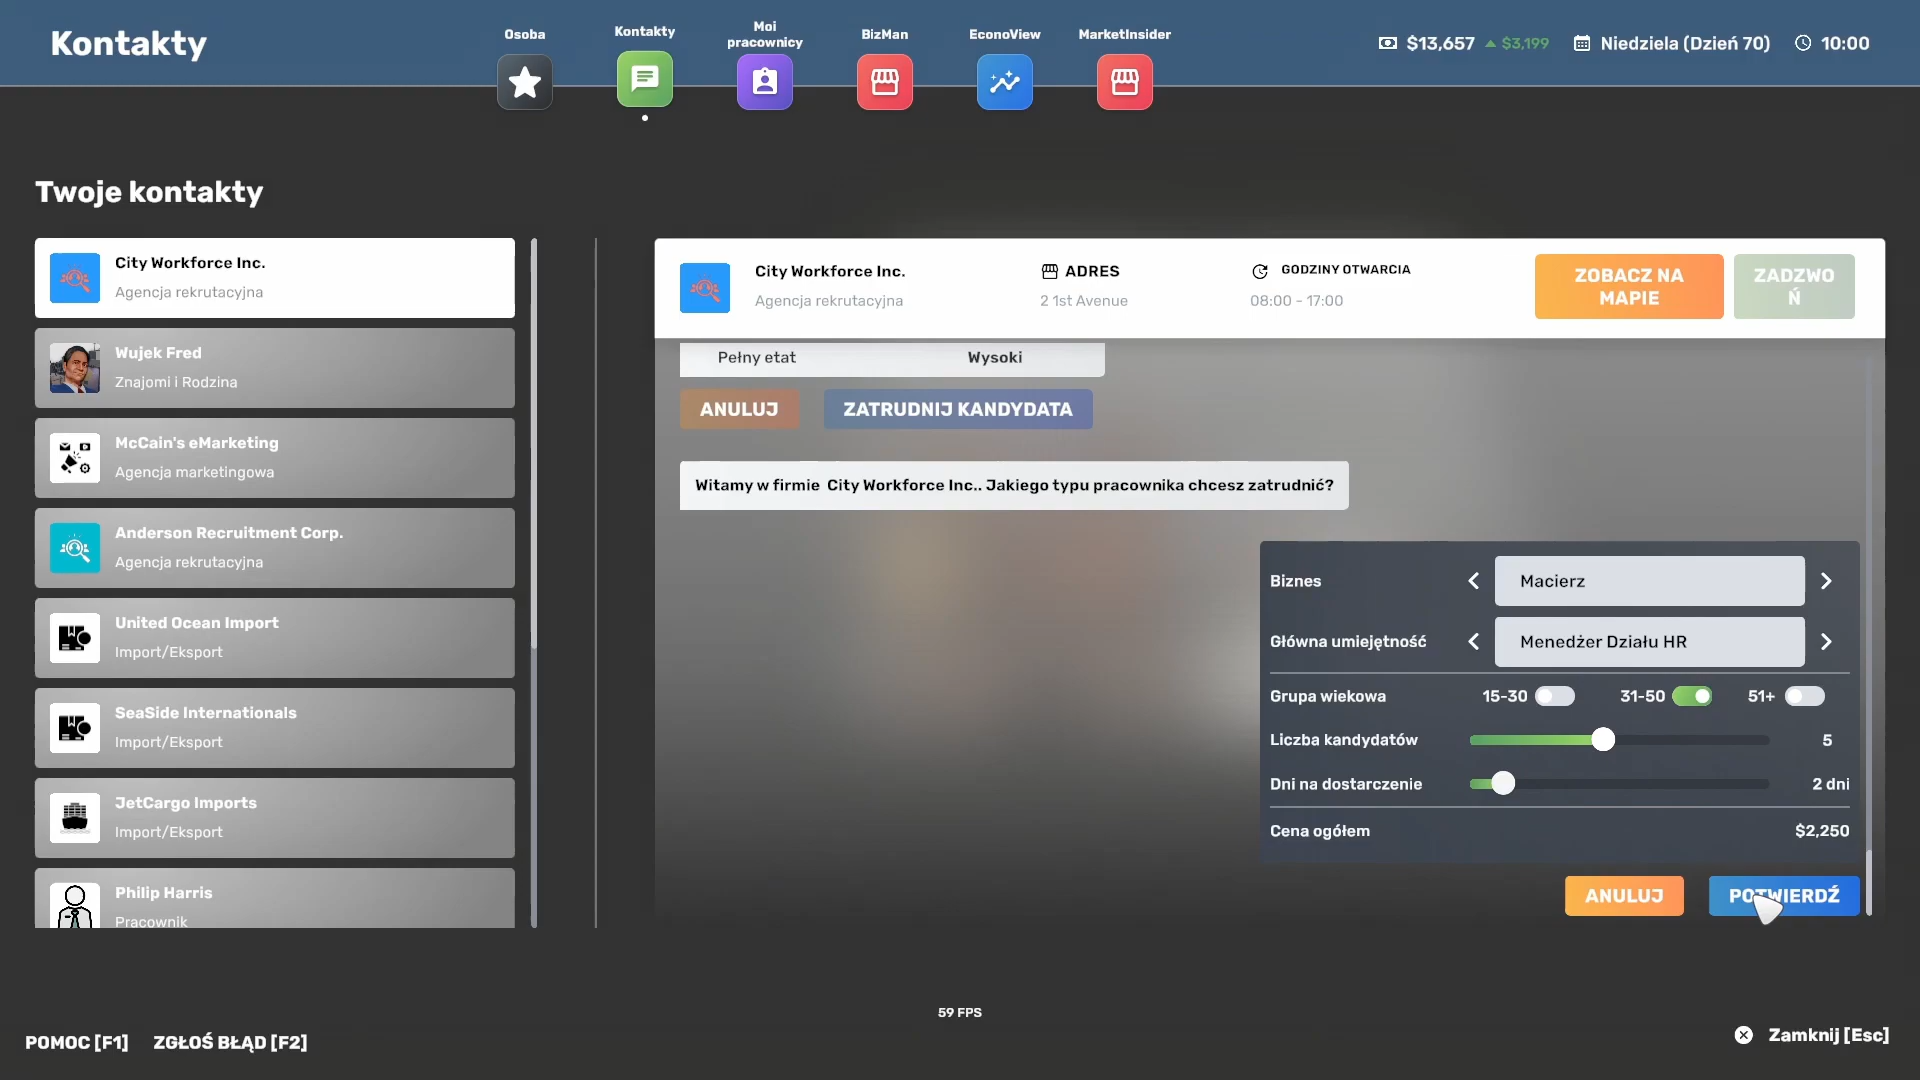 Kontakty
Osoba
Kontakty
Moi
pracownicy
BizMan
EconoView
MarketInsider
$13,657
$3,199
Niedziela (Dzień 70)
10:00
Twoje kontakty
City Workforce Inc.
Agencja rekrutacyjna
Wujek Fred
Znajomi i Rodzina
McCain's eMarketing
Agencja marketingowa
Anderson Recruitment Corp.
Agencja rekrutacyjna
United Ocean Import
Import/Eksport
SeaSide Internationals
Import/Eksport
JetCargo Imports
Import/Eksport
Philip Harris
Pracownik
City Workforce Inc.
Agencja rekrutacyjna
ADRES
2 1st Avenue
GODZINY OTWARCIA
08:00 - 17:00
ZOBACZ NA
MAPIE
ZADZWO
Ń
Pełny etat
Wysoki
ANULUJ
ZATRUDNIJ KANDYDATA
Witamy w firmie City Workforce Inc.. Jakiego typu pracownika chcesz zatrudnić?
Biznes
Macierz
Główna umiejętność
Menedżer Działu HR
Grupa wiekowa
15-30
31-50
51+
Liczba kandydatów
5
Dni na dostarczenie
2 dni
Cena ogółem
$2,250
ANULUJ
POTWIERDŹ
59 FPS
POMOC [F1]
ZGŁOŚ BŁĄD [F2]
Zamknij [Esc]